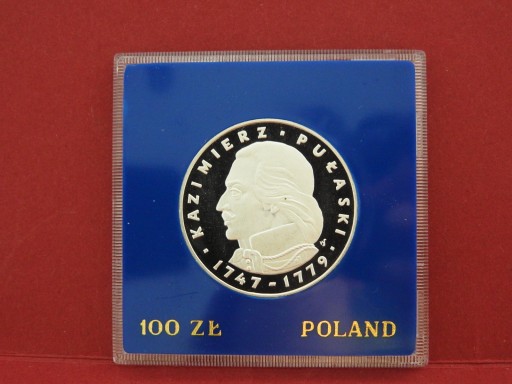 · KAZIMIERZ · PUŁASKI ·
1747-1779
100 ZŁ POLAND